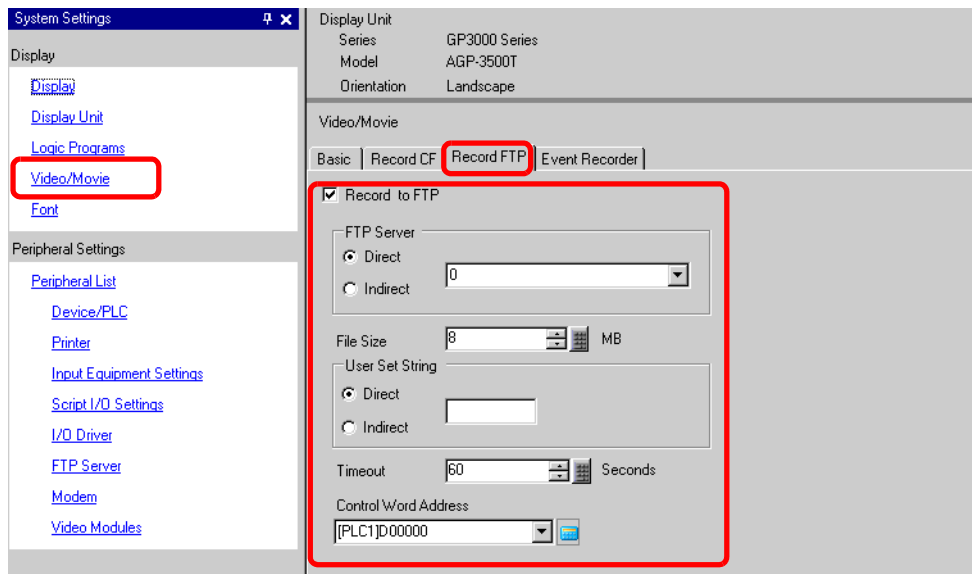 System Settings
Display
Display
Display Unit
Logic Programs
Video/Movie
Font
Peripheral Settings
Peripheral List
Device/PLC
Printer
Input Equipment Settings
Script I/O Settings
I/O Driver
FTP Server
Modem
Video Modules
Display Unit
Series GP3000 Series
Model AGP-3500T
Orientation Landscape
Video/Movie
Basic Record CF Record FTP Event Recorder
Record to FTP
FTP Server
Direct
0
Indirect
File Size 8 MB
User Set String
Direct
Indirect
Timeout 60 Seconds
Control Word Address
[PLC1]D00000